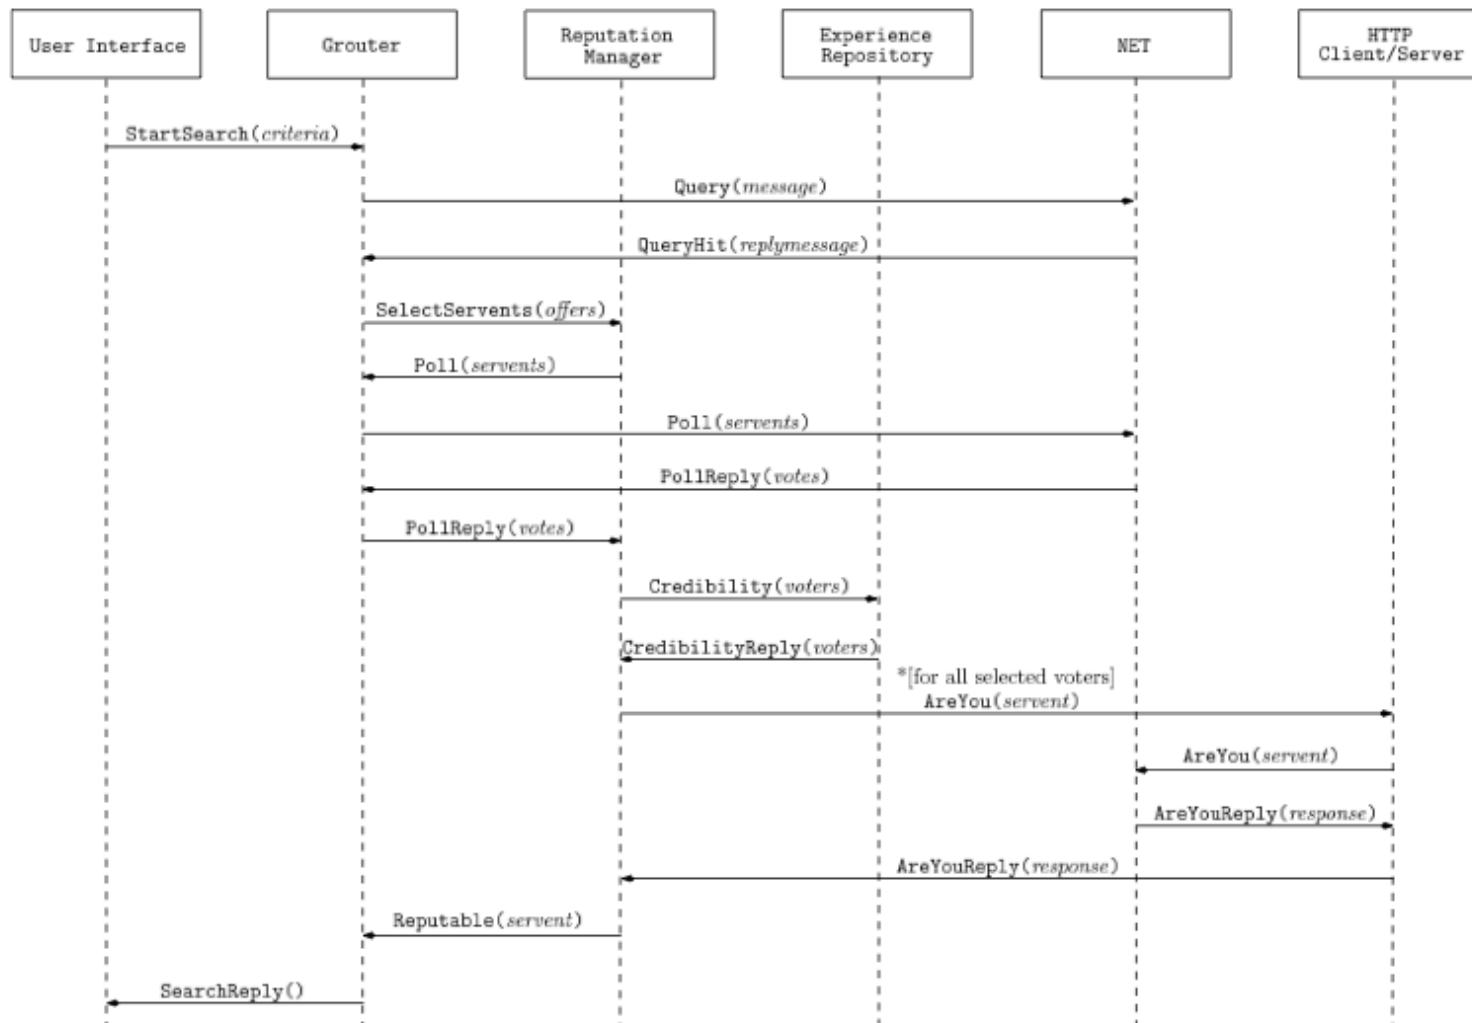 User Interface
Grouter
Reputation
Manager
Experience
Repository
NET
HTTP
Client/Server
StartSearch(criteria)
Query(message)
QueryHit(replymessage)
SelectServents(offers)
Poll(servents)
Poll(servents)
PollReply(votes)
PollReply(votes)
Credibility(voters)
CredibilityReply(voters)
*[for all selected voters]
AreYou(servent)
AreYou(servent)
AreYouReply(response)
AreYouReply(response)
Reputable(servent)
SearchReply()